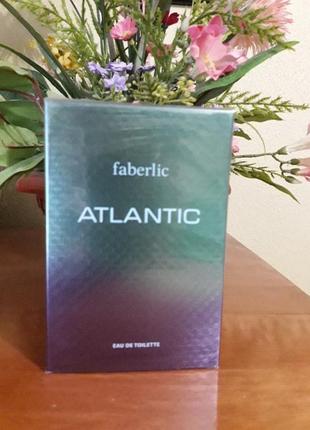 faberlic
ATLANTIC
EAU DE TOILETTE